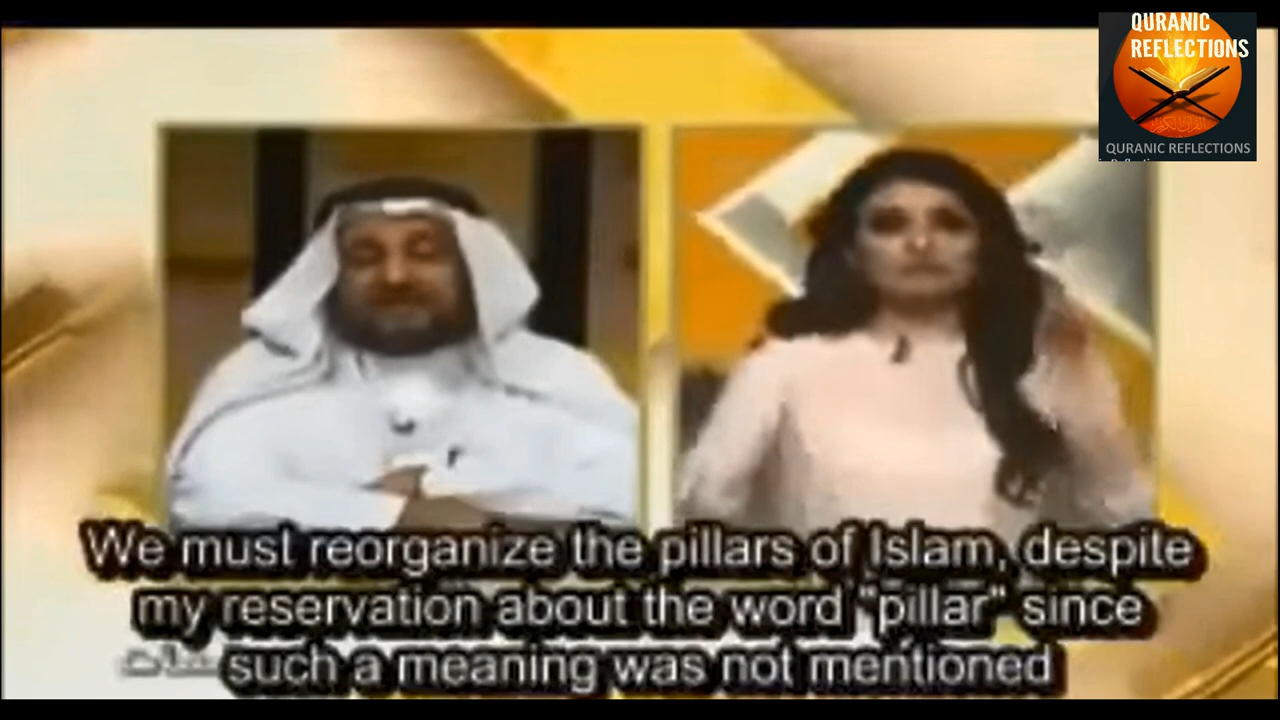 QURANIC
REFLECTIONS
QURANIC REFLECTIONS
We must reorganize the pillars of Islam, despite
my reservation about the word "pillar" since
such a meaning was not mentioned